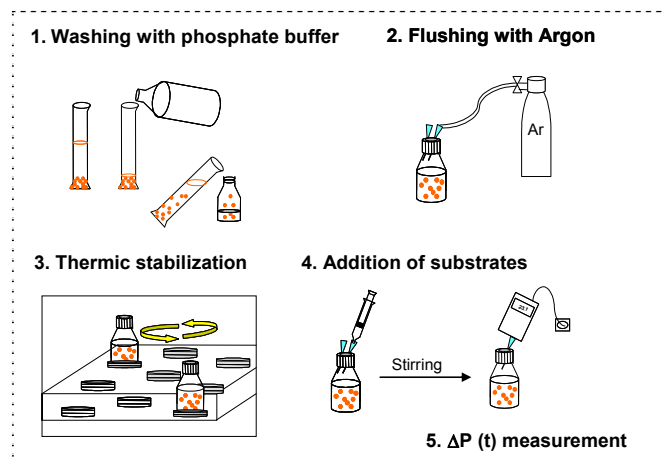 1. Washing with phosphate buffer
2. Flushing with Argon
Ar
3. Thermic stabilization
4. Addition of substrates
Stirring
5. ΔP (t) measurement